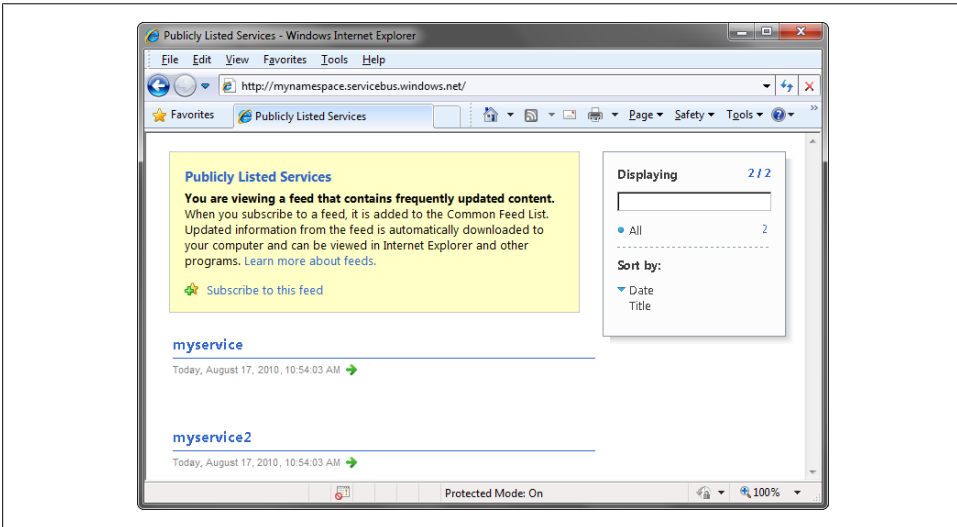 Publicly Listed Services - Windows Internet Explorer
File Edit View Favorites Tools Help
http://mynamespace.servicebus.windows.net/
Favorites Publicly Listed Services Page Safety Tools »
Publicly Listed Services
You are viewing a feed that contains frequently updated content.
When you subscribe to a feed, it is added to the Common Feed List.
Updated information from the feed is automatically downloaded to
your computer and can be viewed in Internet Explorer and other
programs. Learn more about feeds.
Subscribe to this feed
Displaying 2 / 2
All 2
Sort by:
Date
Title
myservice
Today, August 17, 2010, 10:54:03 AM
myservice2
Today, August 17, 2010, 10:54:03 AM
Protected Mode: On 100%